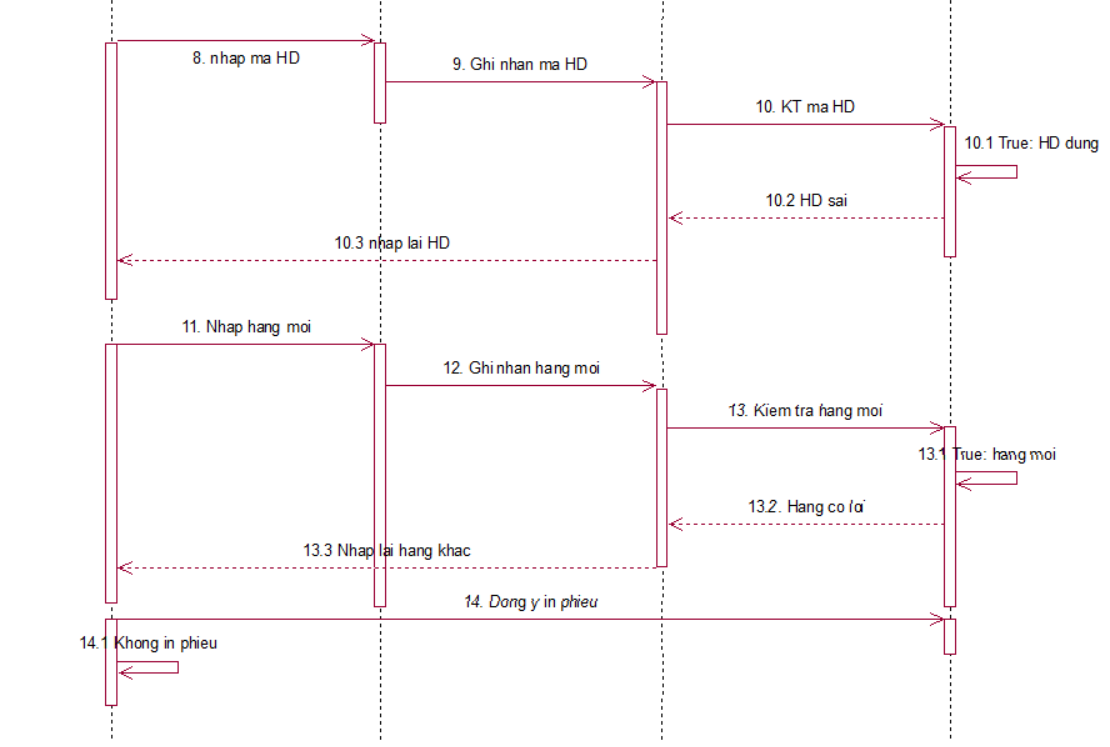 8. nhap ma HD
9. Ghi nhan ma HD
10. KT ma HD
10.1 True: HD dung
10.2 HD sai
10.3 nhap lai HD
11. Nhap hang moi
12. Ghi nhan hang moi
13. Kiem tra hang moi
13.1 True: hang moi
13.2. Hang co loi
13.3 Nhap lai hang khac
14. Dong y in phieu
14.1 Khong in phieu